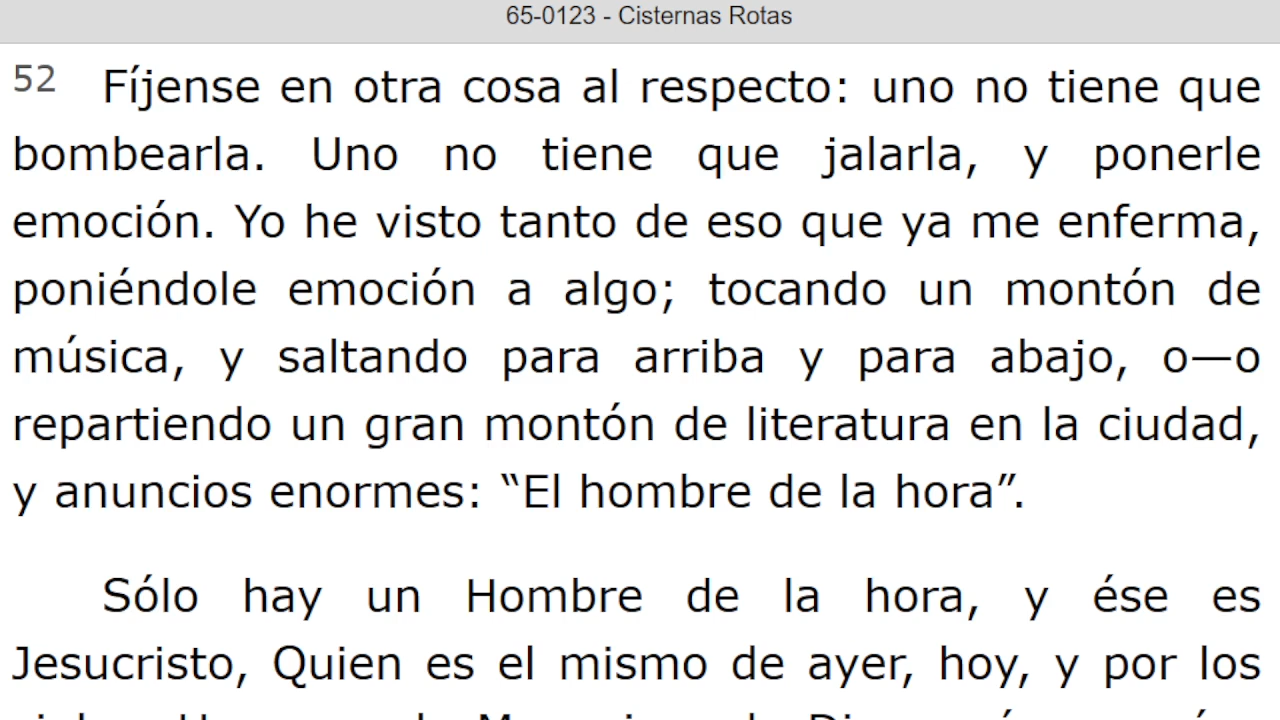 65-0123 - Cisternas Rotas
52 Fíjense en otra cosa al respecto: uno no tiene que
bombearla. Uno no tiene que jalarla, y ponerle
emoción. Yo he visto tanto de eso que ya me enferma,
poniéndole emoción a algo; tocando un montón de
música, y saltando para arriba y para abajo, o—o
repartiendo un gran montón de literatura en la ciudad,
y anuncios enormes: “El hombre de la hora”.
Sólo hay un Hombre de la hora, y ése es
Jesucristo, Quien es el mismo de ayer, hoy, y por los